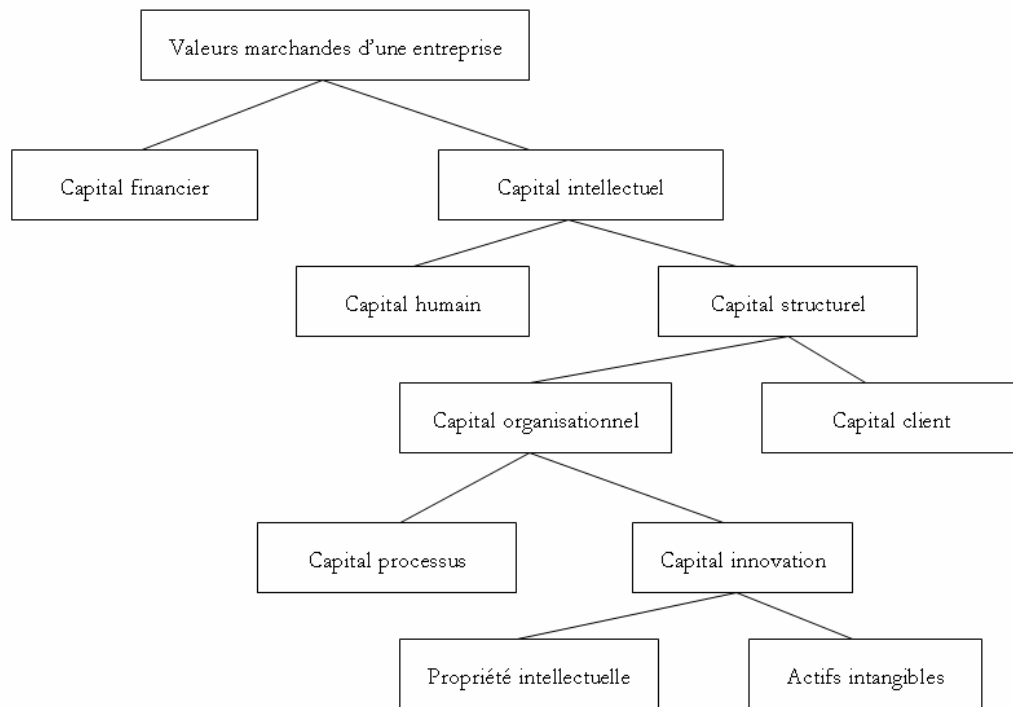 Valeurs marchandes d'une entreprise
Capital financier
Capital intellectuel
Capital humain
Capital structurel
Capital organisationnel
Capital client
Capital processus
Capital innovation
Propriété intellectuelle
Actifs intangibles